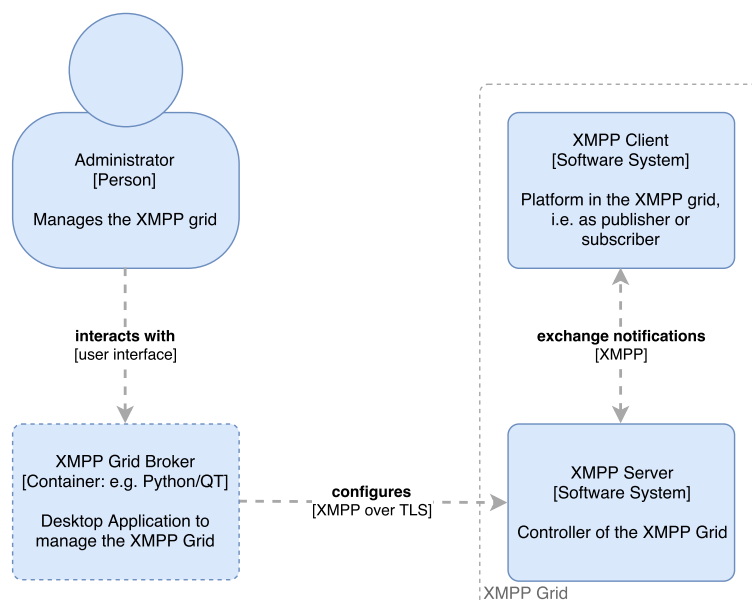 Administrator
[Person]
Manages the XMPP grid
XMPP Client
[Software System]
Platform in the XMPP grid,
i.e. as publisher or
subscriber
interacts with
[user interface]
exchange notifications
[XMPP]
XMPP Grid Broker
[Container: e.g. Python/QT]
Desktop Application to
manage the XMPP Grid
configures
[XMPP over TLS]
XMPP Server
[Software System]
Controller of the XMPP Grid
XMPP Grid